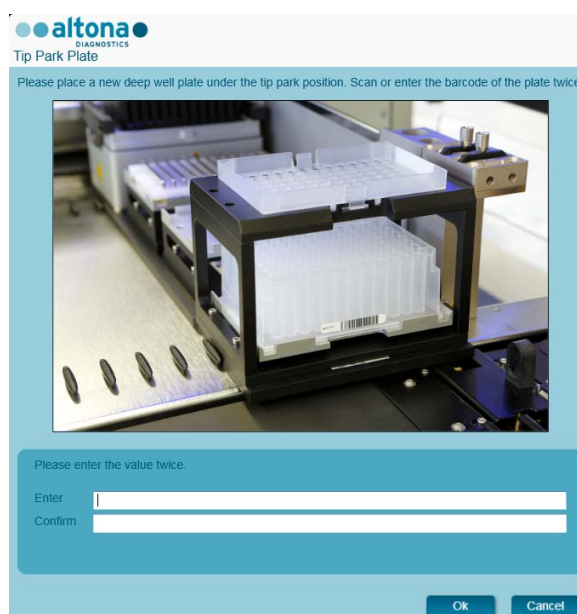 altona
DIAGNOSTICS
Tip Park Plate
Please place a new deep well plate under the tip park position. Scan or enter the barcode of the plate twice
Please enter the value twice.
Enter
Confirm
Ok
Cancel